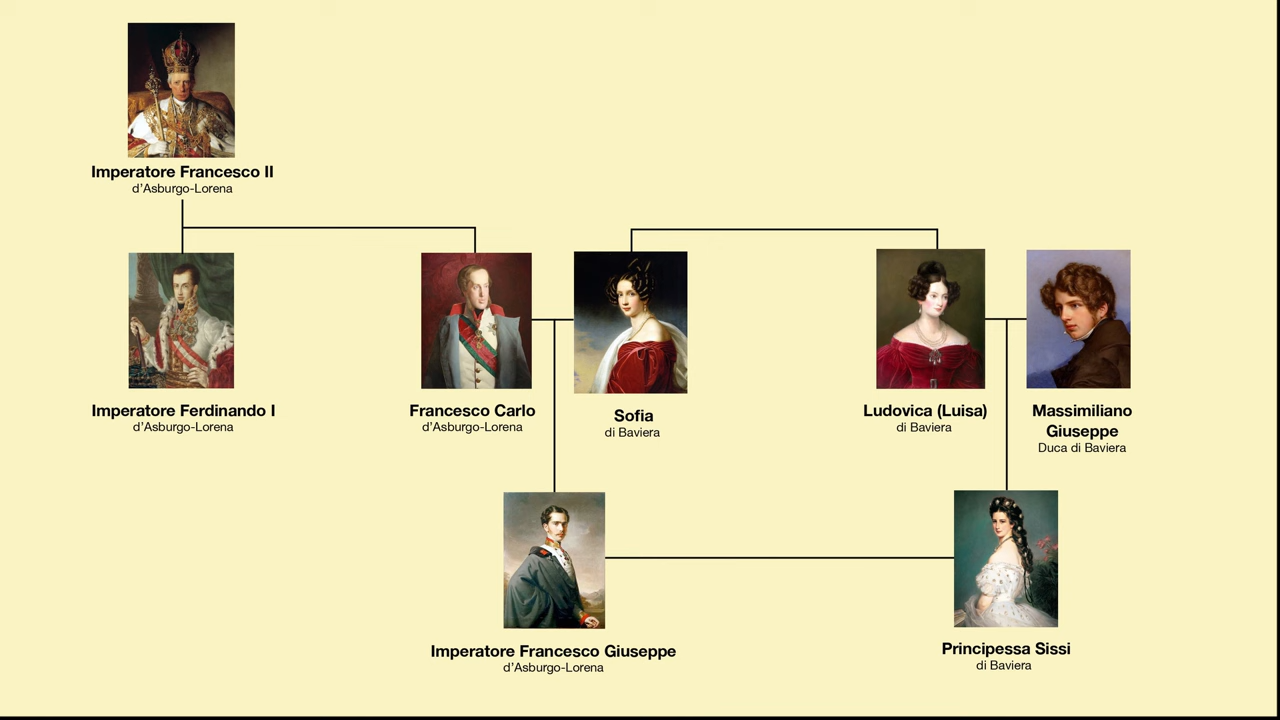 Imperatore Francesco II
d'Asburgo-Lorena
Imperatore Ferdinando I
d'Asburgo-Lorena
Francesco Carlo
d'Asburgo-Lorena
Sofia
di Baviera
Ludovica (Luisa)
di Baviera
Massimiliano
Giuseppe
Duca di Baviera
Imperatore Francesco Giuseppe
d'Asburgo-Lorena
Principessa Sissi
di Baviera